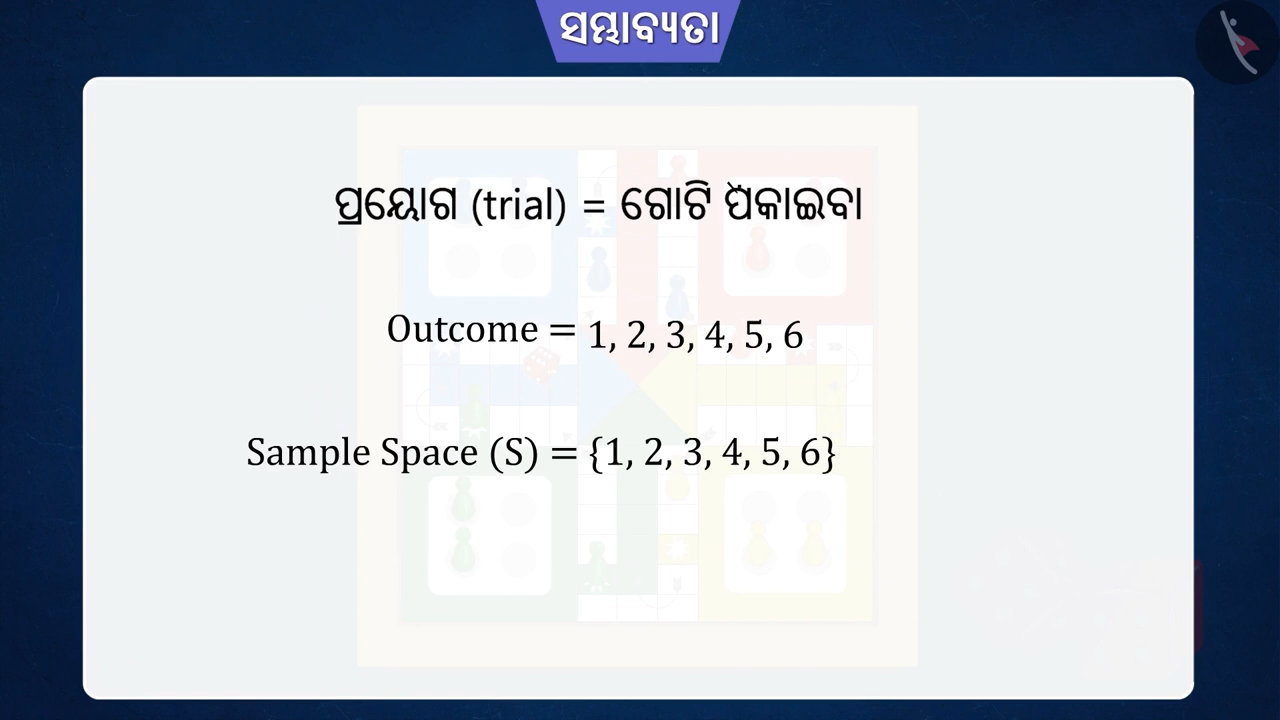 ସମ୍ଭାବ୍ୟତା
ପ୍ରୟୋଗ (trial) = ଗୋଟି ପକାଇବା
Outcome = 1, 2, 3, 4, 5, 6
Sample Space (S) = {1, 2, 3, 4, 5, 6}